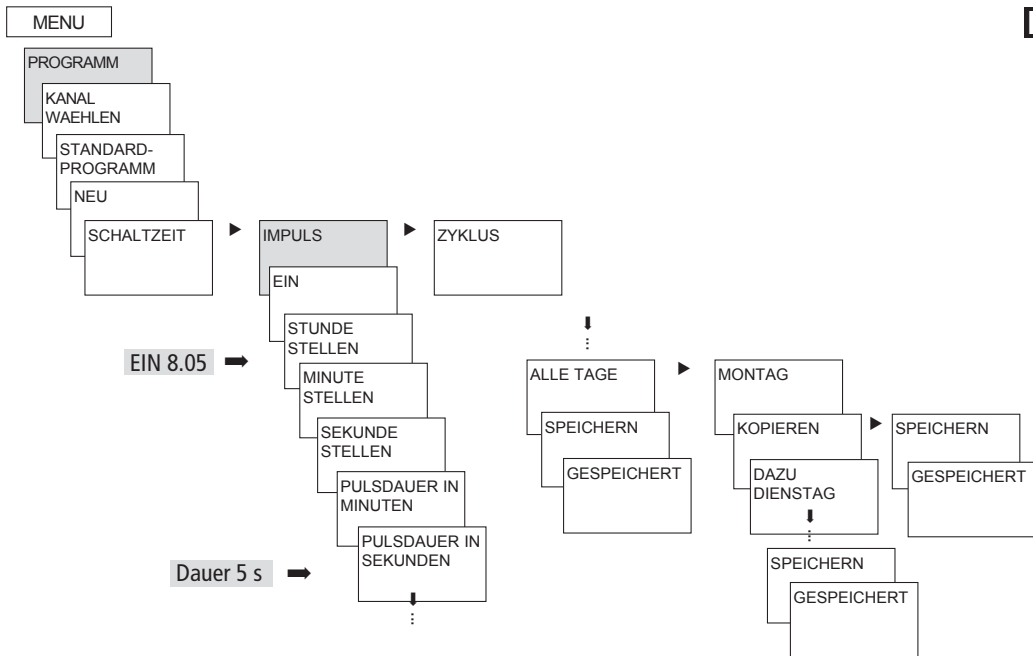 MENU
PROGRAMM
KANAL
WAEHLEN
STANDARD-
PROGRAMM
NEU
SCHALTZEIT
IMPULS
ZYKLUS
EIN
STUNDE
STELLEN
EIN 8.05
MINUTE
STELLEN
SEKUNDE
STELLEN
PULSDAUER IN
MINUTEN
PULSDAUER IN
SEKUNDEN
Dauer 5 s
ALLE TAGE
SPEICHERN
GESPEICHERT
MONTAG
KOPIEREN
DAZU
DIENSTAG
SPEICHERN
GESPEICHERT
SPEICHERN
GESPEICHERT